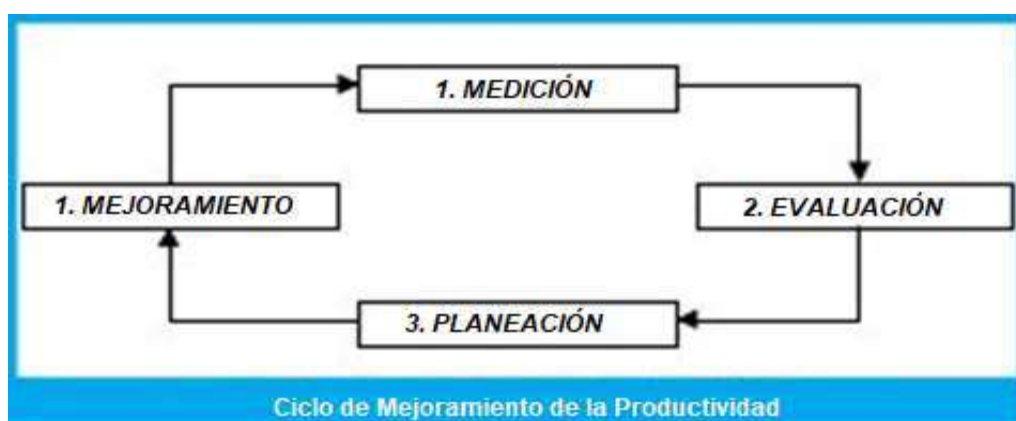 1. MEDICIÓN
1. MEJORAMIENTO
2. EVALUACIÓN
3. PLANEACIÓN
Ciclo de Mejoramiento de la Productividad